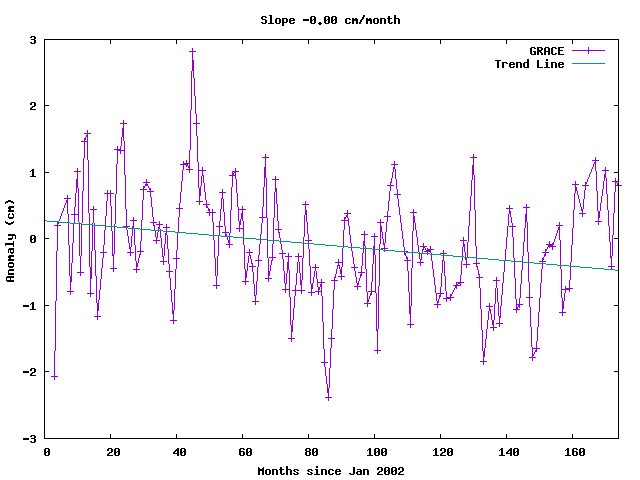 Slope -0.00 cm/month
GRACE
Trend Line
3
2
1
0
-1
-2
-3
Anomaly (cm)
0 20 40 60 80 100 120 140 160
Months since Jan 2002